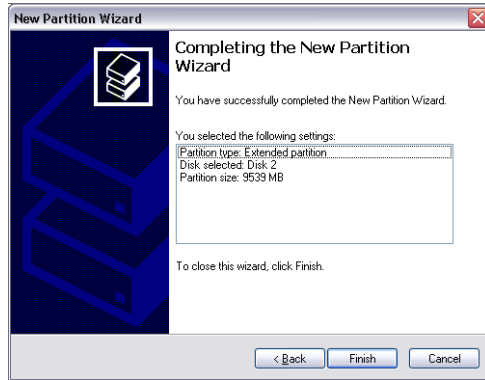 New Partition Wizard
Completing the New Partition
Wizard
You have successfully completed the New Partition Wizard.
You selected the following settings:
Partition type: Extended partition
Disk selected: Disk 2
Partition size: 9539 MB
To close this wizard, click Finish.
< Back
Finish
Cancel